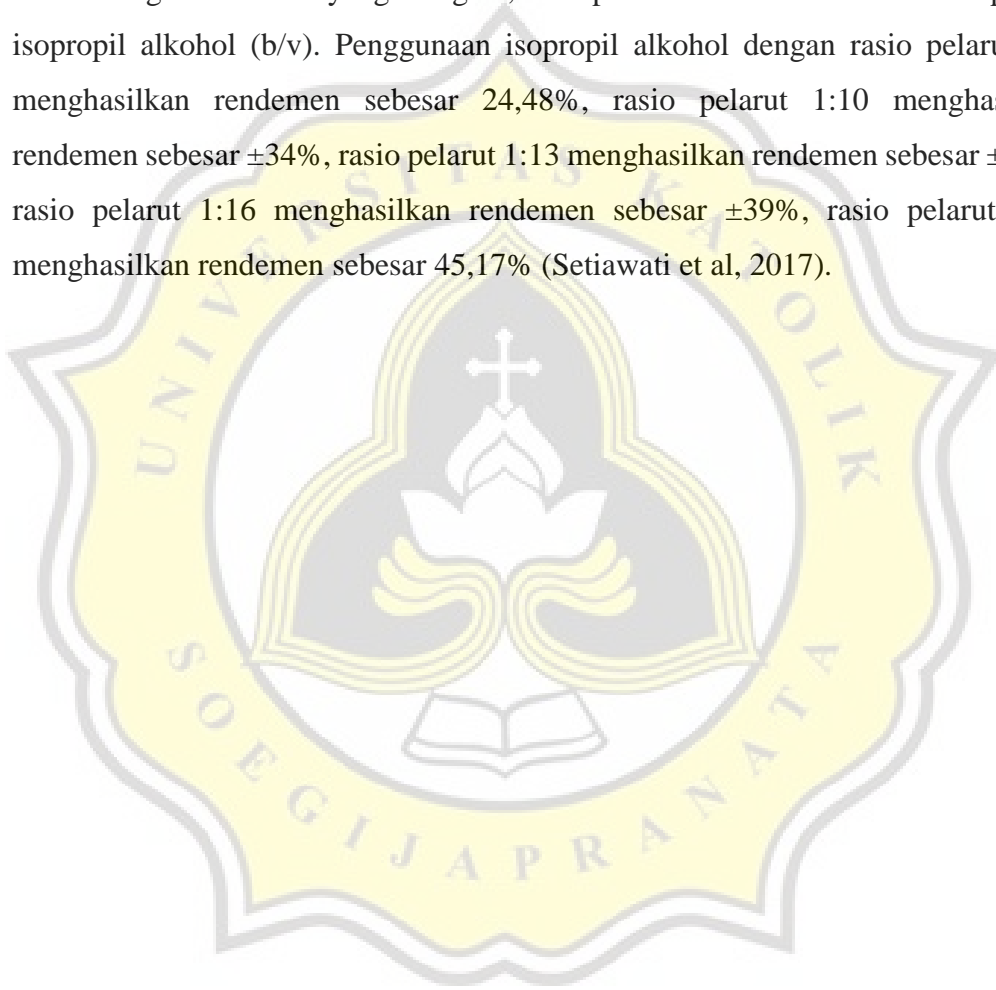 isopropil alkohol (b/v). Penggunaan isopropil alkohol dengan rasio
menghasilkan rendemen sebesar 24,48%, rasio pelarut 1:10
rendemen sebesar ±34%, rasio pelarut 1:13 menghasilkan rendemen sebesar
rasio pelarut 1:16 menghasilkan rendemen sebesar ±39%, rasio pelarut
menghasilkan rendemen sebesar 45,17% (Setiawati et al, 2017).
UNIVERSITAS KATOLIK
SOEGIJAPRANATA